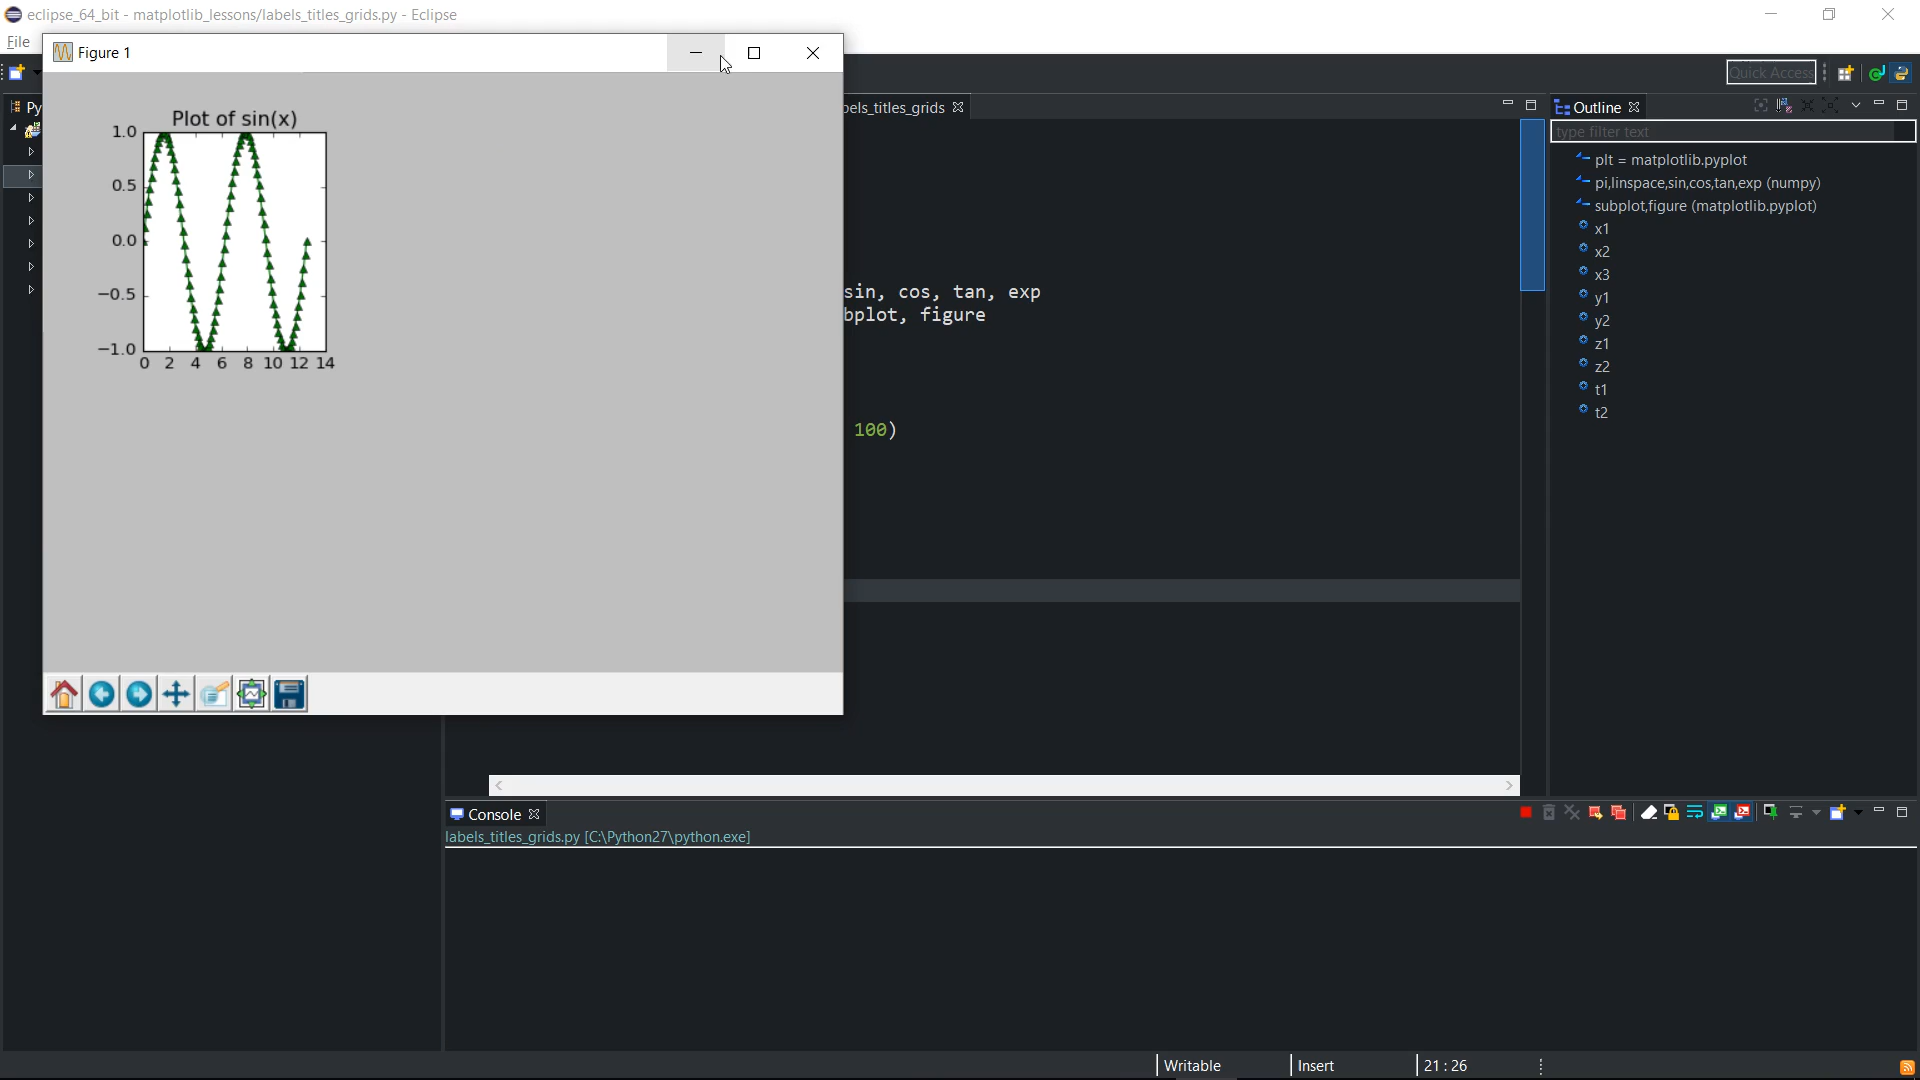 eclipse_64_bit - matplotlib_lessons/labels_titles_grids.py - Eclipse
File
Figure 1
Quick Access
Py
bels_titles_grids
Outline
type filter text
plt = matplotlib.pyplot
pi,linspace,sin,cos,tan,exp (numpy)
subplot,figure (matplotlib.pyplot)
x1
x2
x3
y1
y2
z1
z2
t1
t2
Plot of sin(x)
1.0
0.5
0.0
−0.5
−1.0
0 2 4 6 8 10 12 14
sin, cos, tan, exp
bplot, figure
100)
Console
labels_titles_grids.py [C:\Python27\python.exe]
Writable
Insert
21 : 26